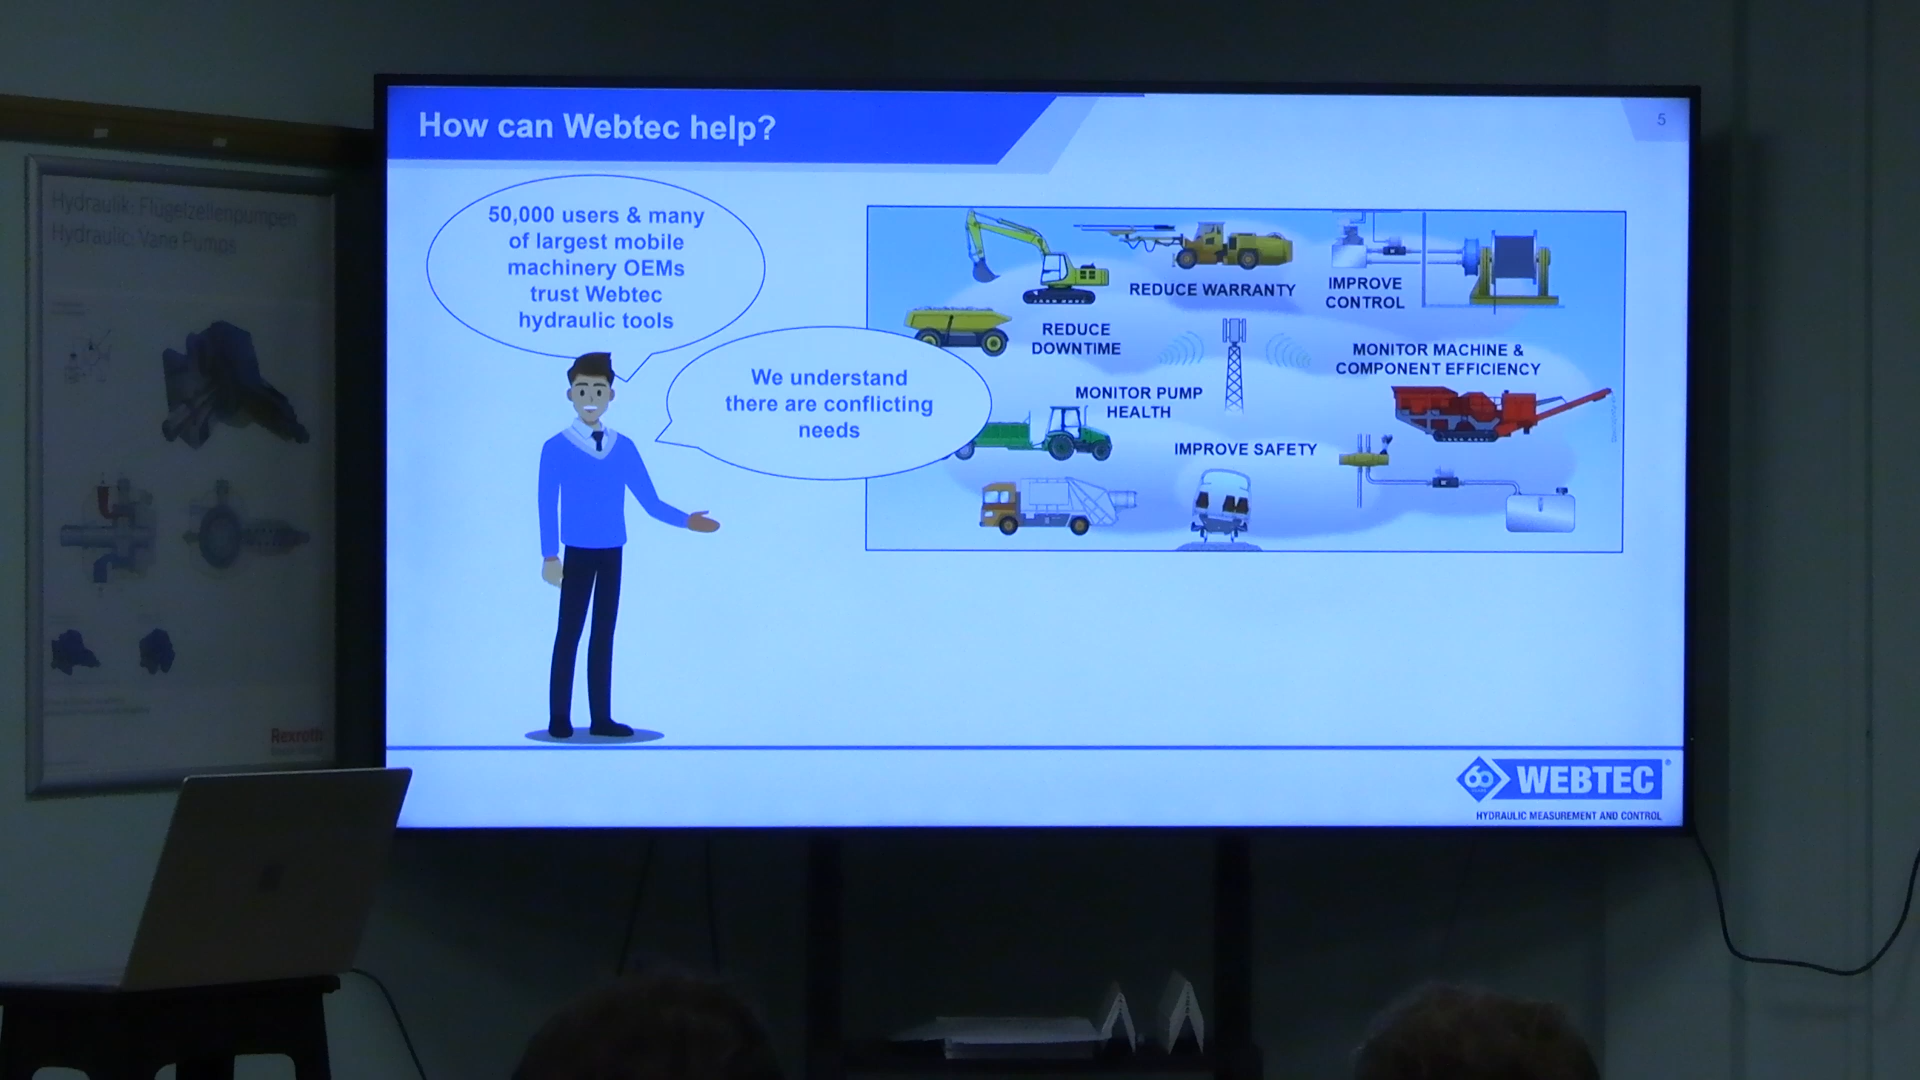 How can Webtec help?
5
50,000 users & many
of largest mobile
machinery OEMs
trust Webtec
hydraulic tools
We understand
there are conflicting
needs
REDUCE WARRANTY
IMPROVE
CONTROL
REDUCE
DOWNTIME
MONITOR MACHINE &
COMPONENT EFFICIENCY
MONITOR PUMP
HEALTH
IMPROVE SAFETY
60
WEBTEC®
HYDRAULIC MEASUREMENT AND CONTROL
Hydraulik: Flügelzellenpumpen
Hydraulic: Vane Pumps
Rexroth